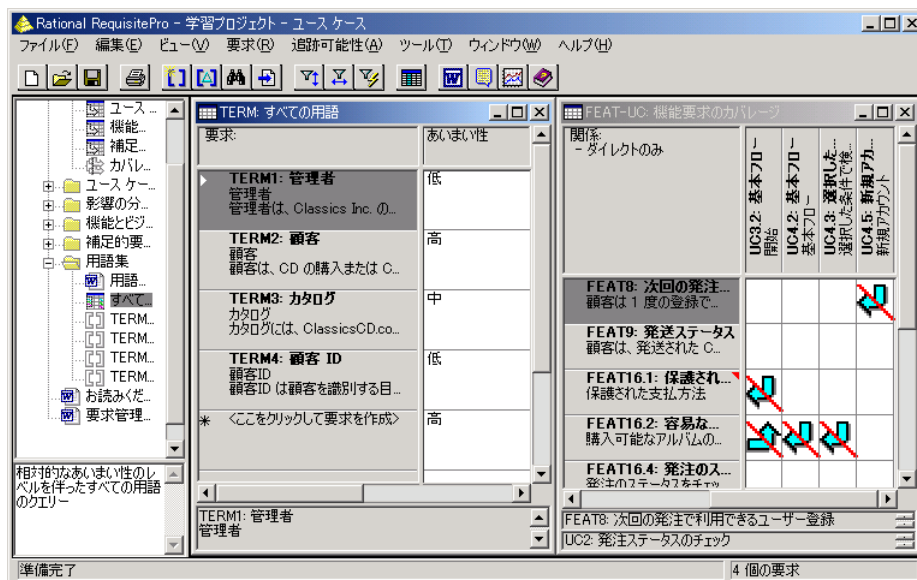 Rational RequisitePro - 学習プロジェクト - ユース ケース
ファイル(F) 編集(E) ビュー(V) 要求(R) 追跡可能性(A) ツール(T) ウィンドウ(W) ヘルプ(H)
ユース ...
機能...
補足...
カバレ...
ユース ケー...
影響の分...
機能とビジ...
補足的要...
用語集
用語...
すべて...
TERM...
TERM...
TERM...
TERM...
お読みくだ...
要求管理...
相対的なあいまい性のレ
ベルを伴ったすべての用語
のクエリー
TERM: すべての用語
要求:
あいまい性
TERM1: 管理者
低
管理者
管理者は、Classics Inc. の...
TERM2: 顧客
高
顧客
顧客は、CD の購入または C...
TERM3: カタログ
中
カタログ
カタログには、ClassicsCD.co...
TERM4: 顧客 ID
低
顧客ID
顧客ID は顧客を識別する目...
* <ここをクリックして要求を作成>
高
TERM1: 管理者
管理者
FEAT-UC: 機能要求のカバレージ
関係:
- ダイレクトのみ
UC3.2: 基本フロー
開始
UC4.2: 基本フロー
基本フロー
UC4.3: 選択した...
選択した条件で検...
UC4.5: 新規アカ...
新規アカウント
FEAT8: 次回の発注...
顧客は 1 度の登録で...
FEAT9: 発送ステータス
顧客は、発送された C...
FEAT16.1: 保護され...
保護された支払方法
FEAT16.2: 容易な...
購入可能なアルバムの...
FEAT16.4: 発注のス...
発注のステータスをチェッ
FEAT8: 次回の発注で利用できるユーザー登録
UC2: 発注ステータスのチェック
準備完了
4 個の要求